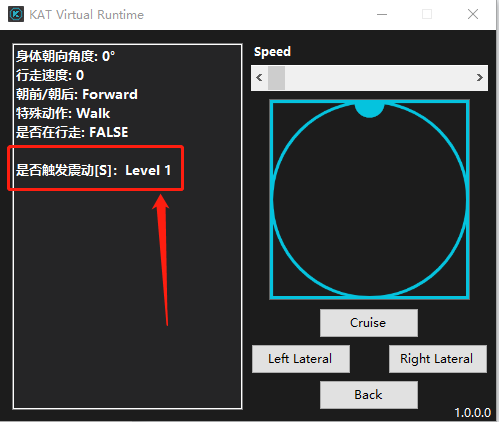 KAT Virtual Runtime
身体朝向角度: 0°
行走速度: 0
朝前/朝后: Forward
特殊动作: Walk
是否在行走: FALSE
是否触发震动[S]: Level 1
Speed
Cruise
Left Lateral
Right Lateral
Back
1.0.0.0